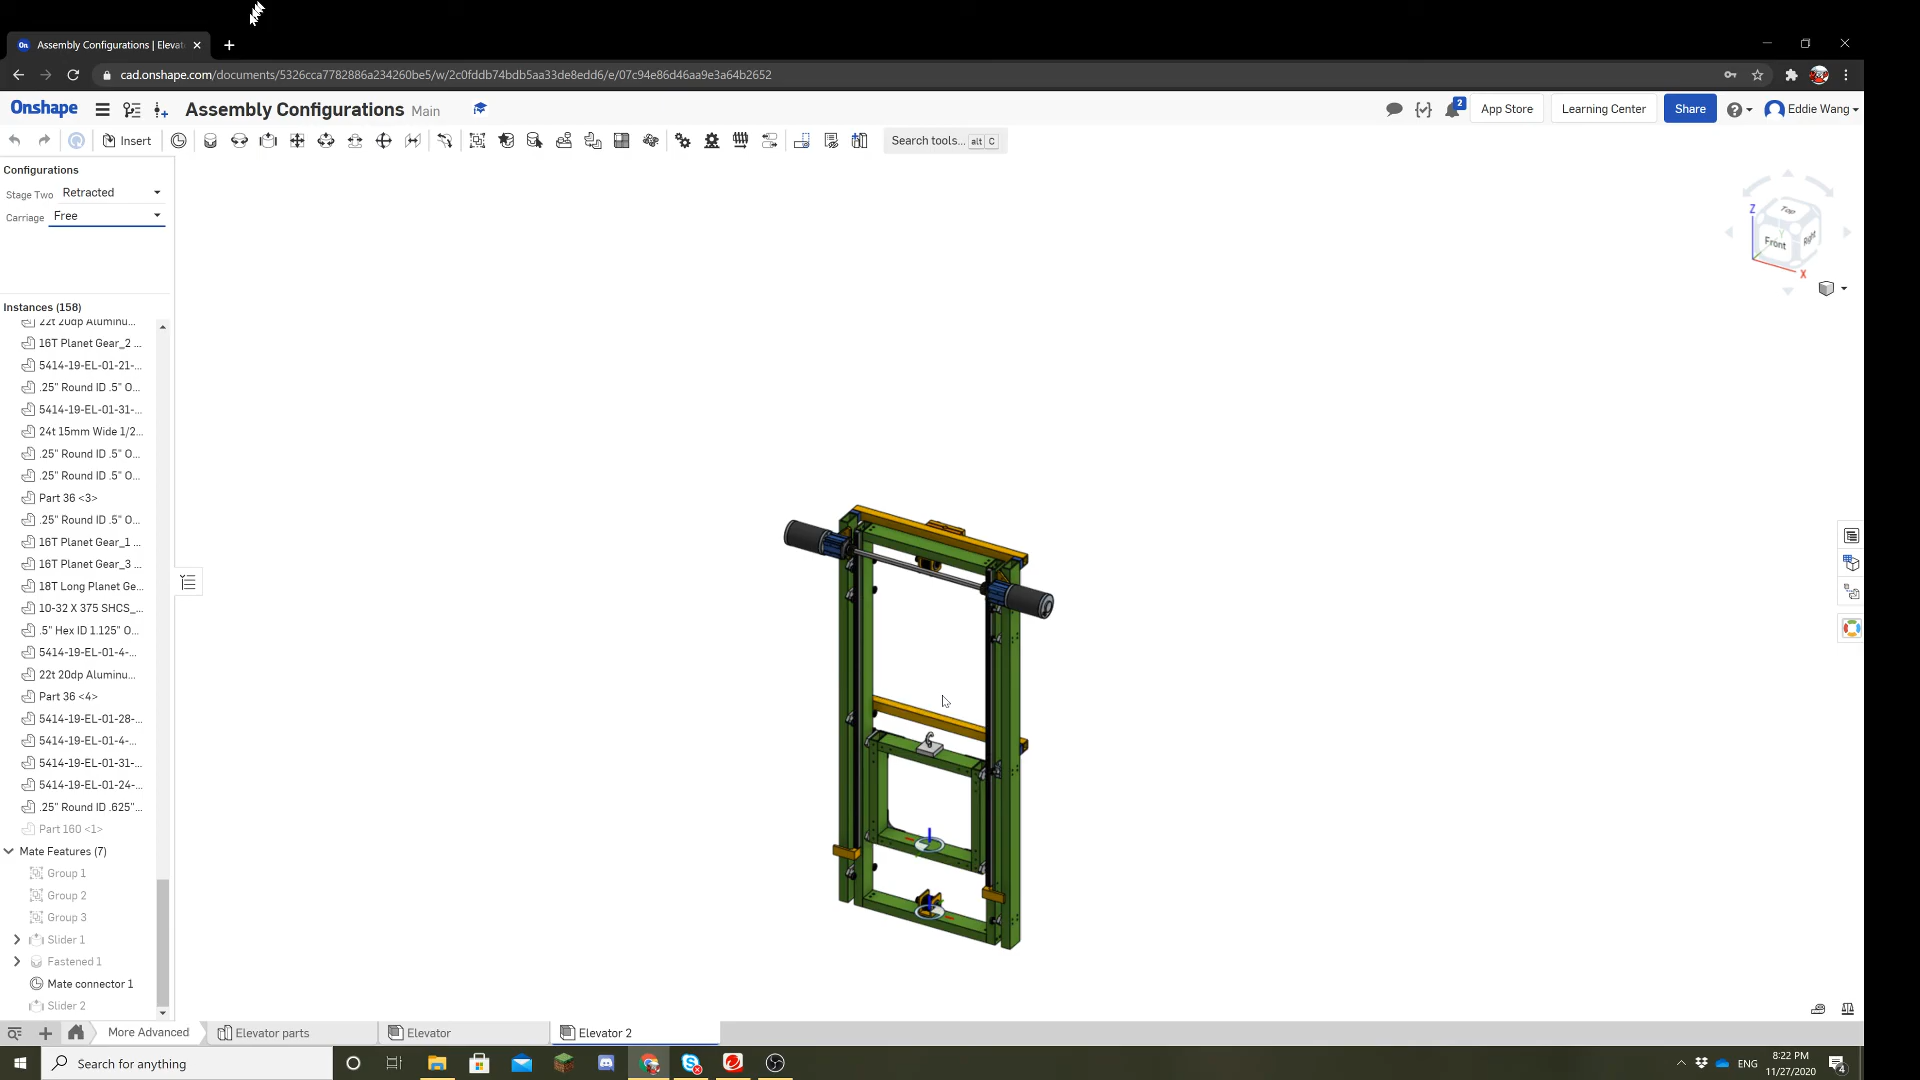 Assembly Configurations | Elevat
cad.onshape.com/documents/5326cca7782886a234260be5/w/2c0fddb74bdb5aa33de8edd6/e/07c94e86d46aa9e3a64b2652
Onshape
Assembly Configurations Main
2
App Store
Learning Center
Share
Eddie Wang
Insert
Search tools... alt C
Configurations
Stage Two Retracted
Carriage Free
Top
Front
Right
Z
Y
X
Instances (158)
22t 20dp Aluminu...
16T Planet Gear_2 ...
5414-19-EL-01-21-...
.25" Round ID .5" O...
5414-19-EL-01-31-...
24t 15mm Wide 1/2...
.25" Round ID .5" O...
.25" Round ID .5" O...
Part 36 <3>
.25" Round ID .5" O...
16T Planet Gear_1 ...
16T Planet Gear_3 ...
18T Long Planet Ge...
10-32 X 375 SHCS_...
.5" Hex ID 1.125" O...
5414-19-EL-01-4-...
22t 20dp Aluminu...
Part 36 <4>
5414-19-EL-01-28-...
5414-19-EL-01-4-...
5414-19-EL-01-31-...
5414-19-EL-01-24-...
.25" Round ID .625"...
Part 160 <1>
Mate Features (7)
Group 1
Group 2
Group 3
Slider 1
Fastened 1
Mate connector 1
Slider 2
More Advanced
Elevator parts
Elevator
Elevator 2
Search for anything
ENG
8:22 PM
11/27/2020
4